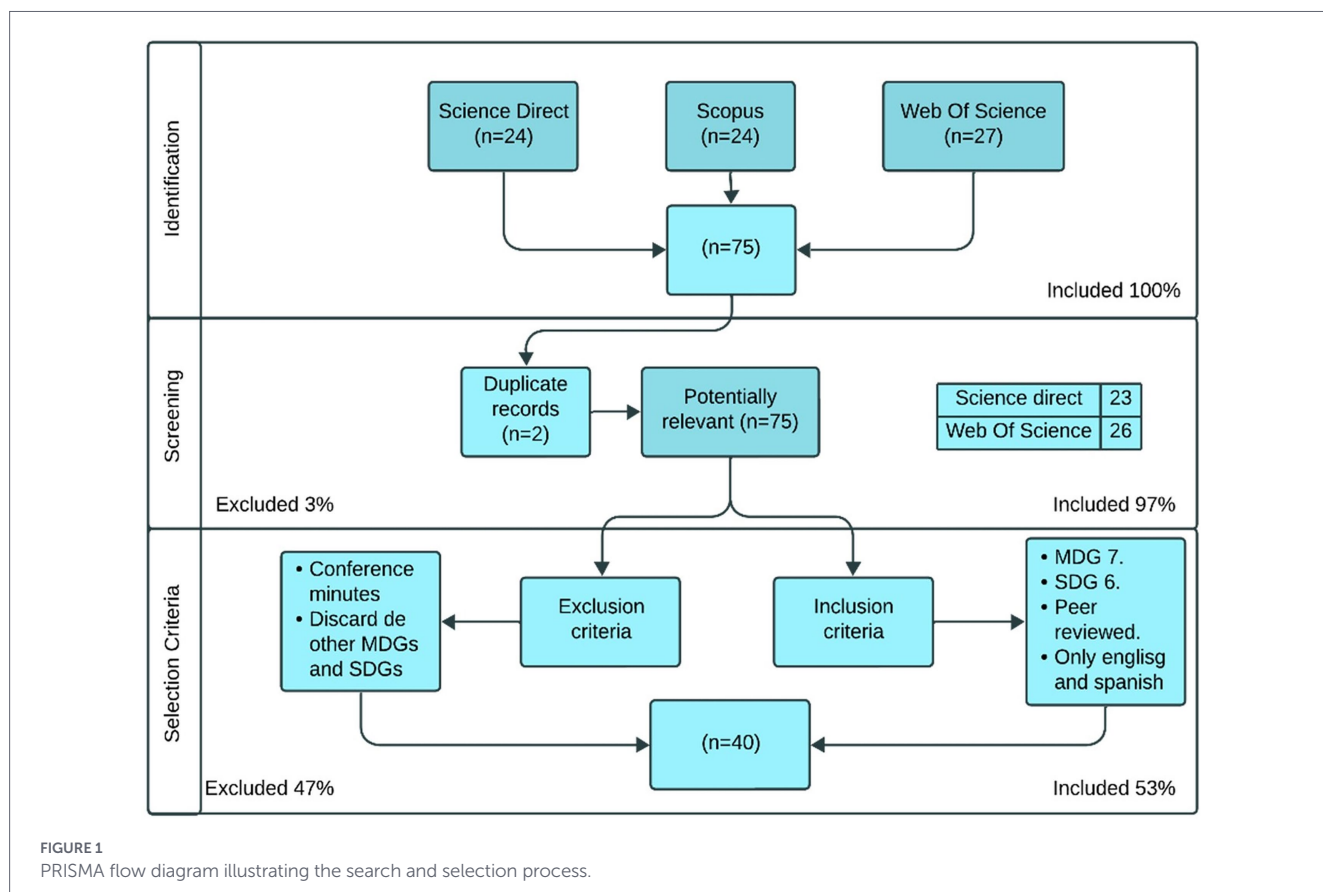 Identification
Science Direct
(n=24)
Scopus
(n=24)
Web Of Science
(n=27)
(n=75)
Included 100%
Screening
Duplicate
records
(n=2)
Potentially
relevant (n=75)
Science direct 23
Web Of Science 26
Excluded 3%
Included 97%
Selection Criteria
• Conference
minutes
• Discard de
other MDGs
and SDGs
Exclusion
criteria
Inclusion
criteria
• MDG 7.
• SDG 6.
• Peer
reviewed.
• Only englisg
and spanish
(n=40)
Excluded 47%
Included 53%
FIGURE 1
PRISMA flow diagram illustrating the search and selection process.